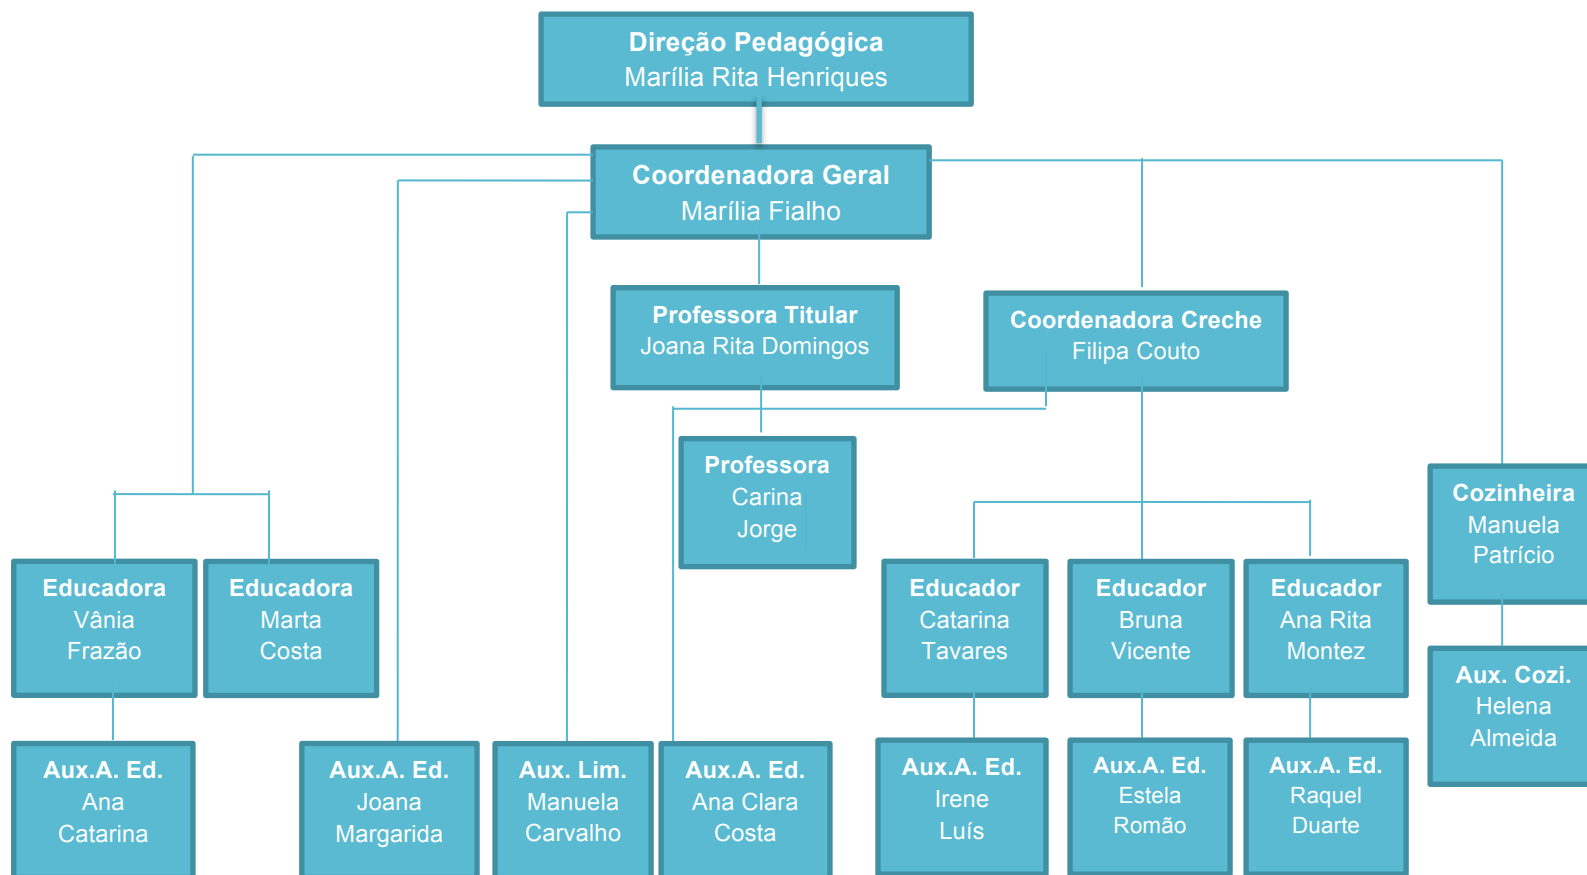 Direção Pedagógica
Marília Rita Henriques
Coordenadora Geral
Marília Fialho
Professora Titular
Joana Rita Domingos
Coordenadora Creche
Filipa Couto
Professora
Carina
Jorge
Cozinheira
Manuela
Patrício
Educadora
Vânia
Frazão
Educadora
Marta
Costa
Educador
Catarina
Tavares
Educador
Bruna
Vicente
Educador
Ana Rita
Montez
Aux. Cozi.
Helena
Almeida
Aux.A. Ed.
Ana
Catarina
Aux.A. Ed.
Joana
Margarida
Aux. Lim.
Manuela
Carvalho
Aux.A. Ed.
Ana Clara
Costa
Aux.A. Ed.
Irene
Luís
Aux.A. Ed.
Estela
Romão
Aux.A. Ed.
Raquel
Duarte